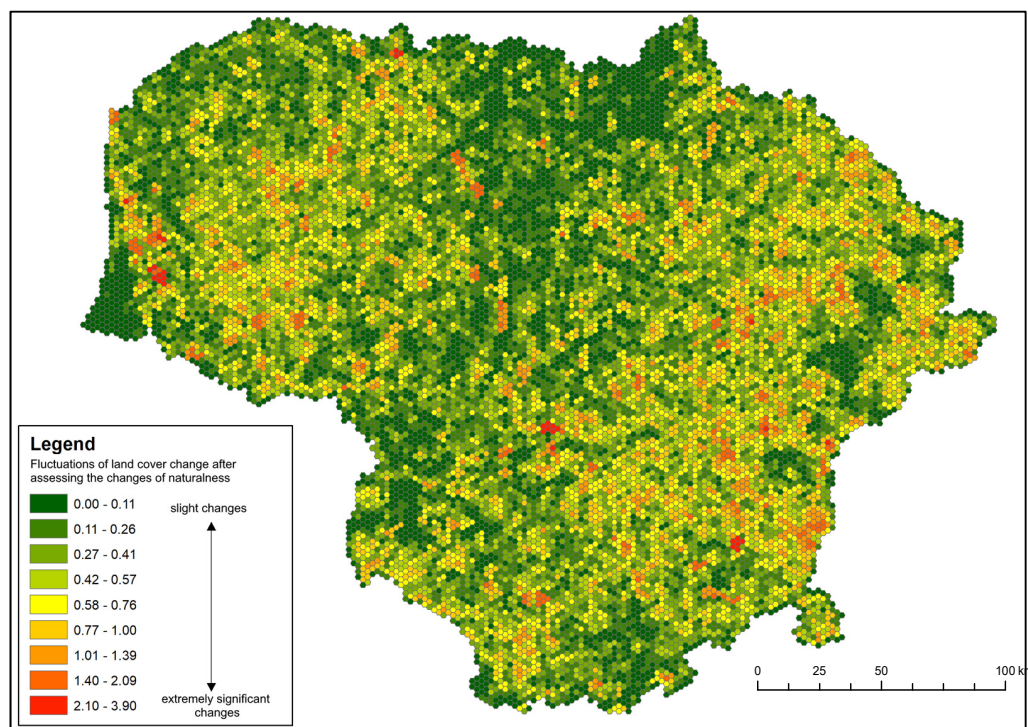 Legend
Fluctuations of land cover change after
assessing the changes of naturalness
0.00 - 0.11
slight changes
0.11 - 0.26
0.27 - 0.41
0.42 - 0.57
0.58 - 0.76
0.77 - 1.00
1.01 - 1.39
1.40 - 2.09
2.10 - 3.90
extremely significant
changes
0 25 50 100 kr